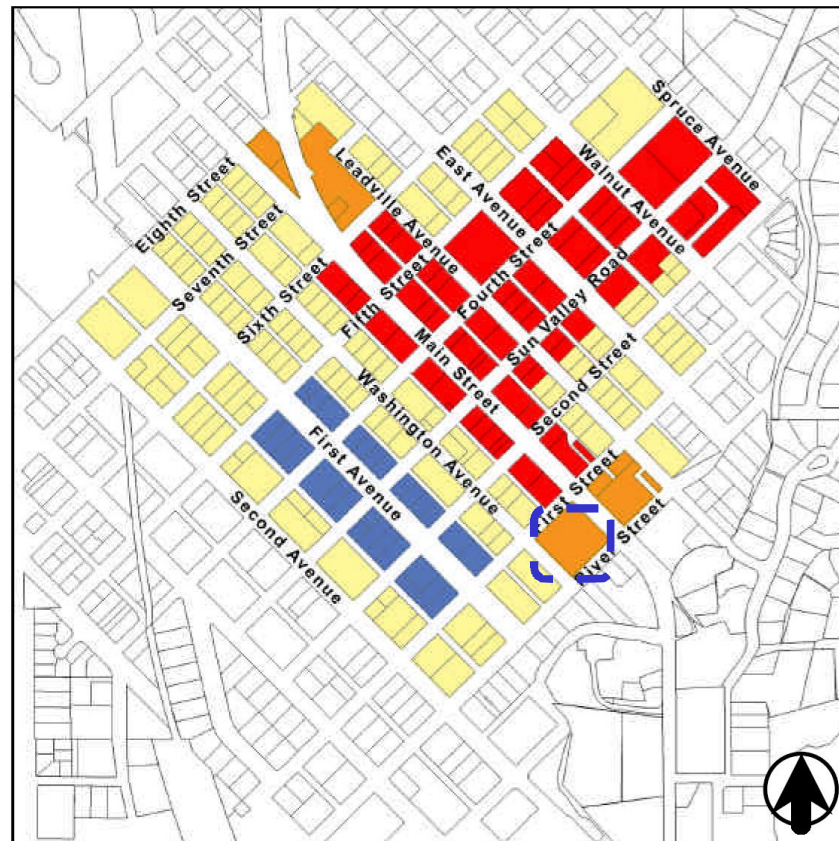 Spruce Avenue
Walnut Avenue
East Avenue
Leadville Avenue
Eighth Street
Seventh Street
Sixth Street
Fifth Street
Fourth Street
Sun Valley Road
Main Street
Second Street
Washington Avenue
First Avenue
Second Avenue
First Street
River Street